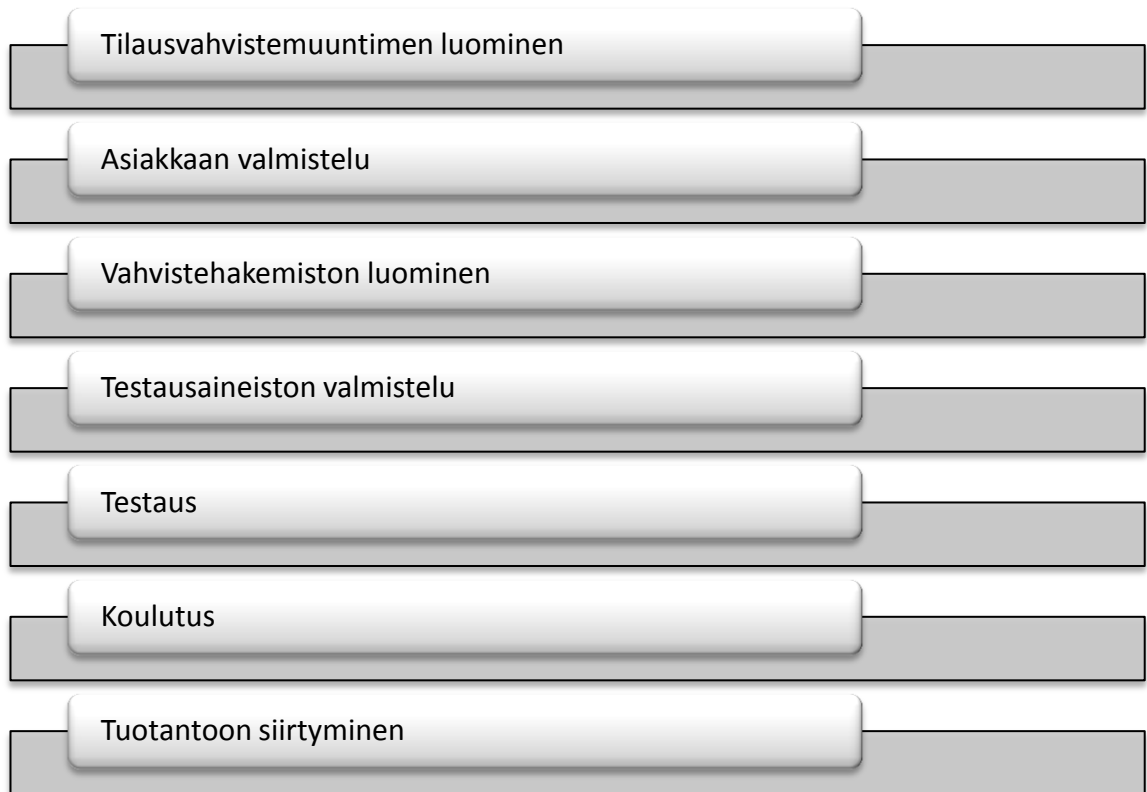 Tilausvahvistemuuntimen luominen
Asiakkaan valmistelu
Vahvistehakemiston luominen
Testausaineiston valmistelu
Testaus
Koulutus
Tuotantoon siirtyminen